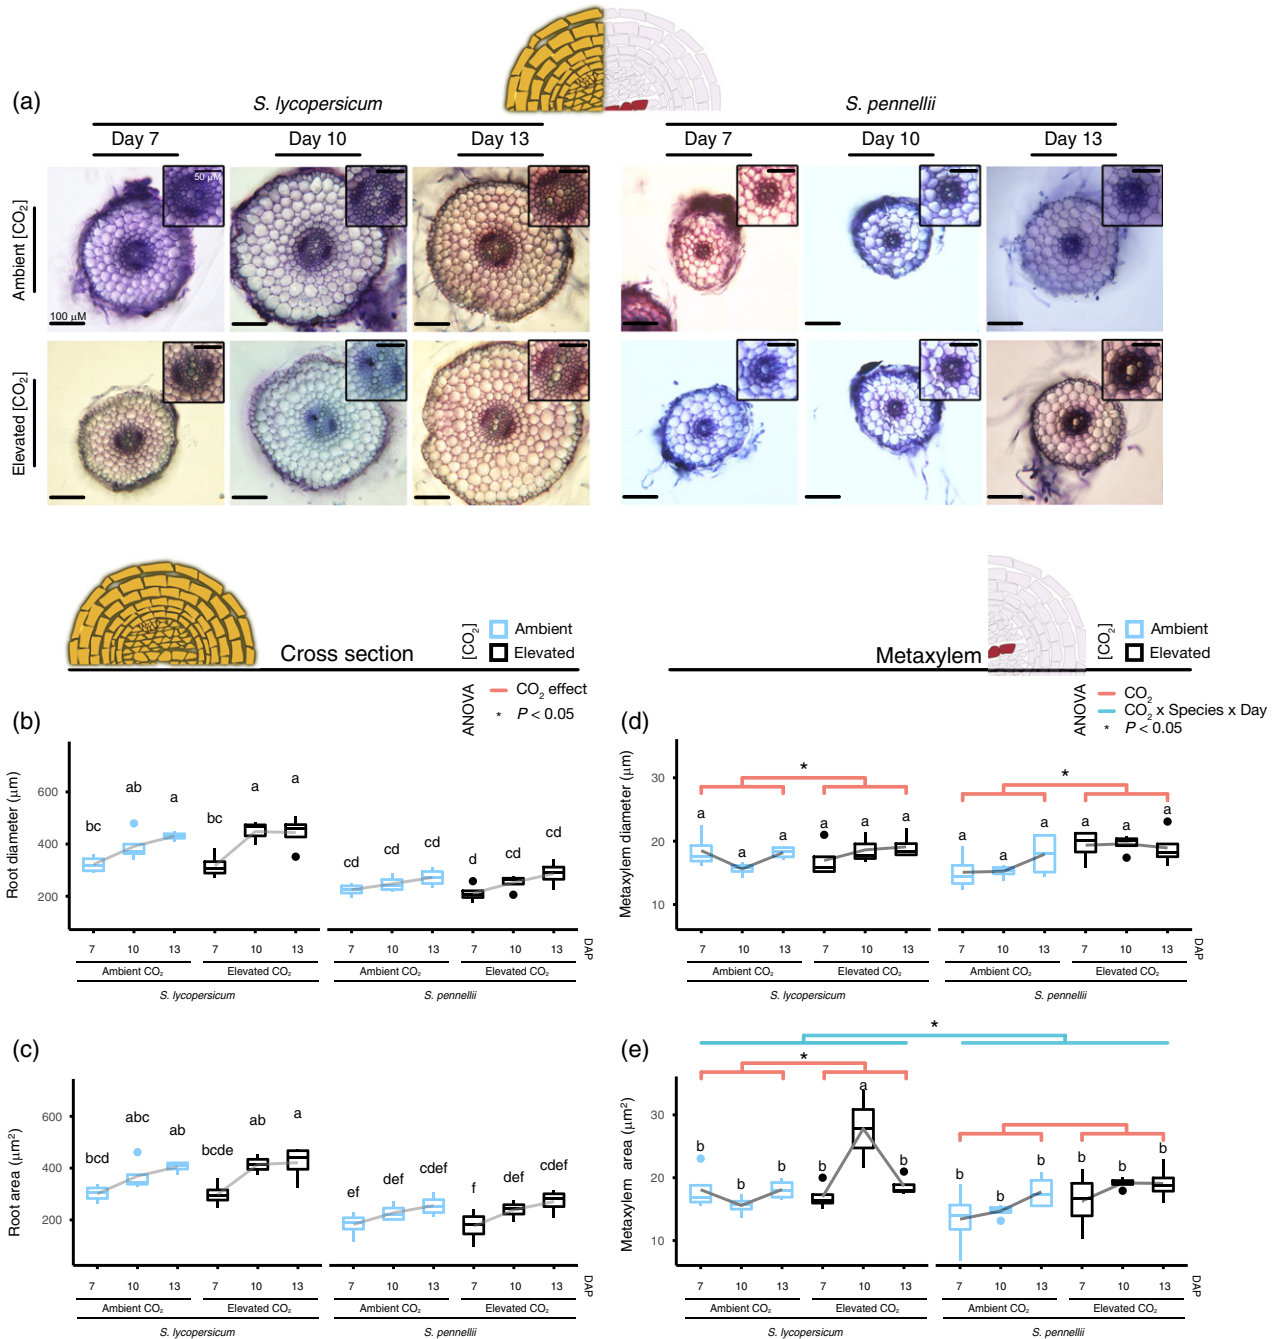 (a)
S. lycopersicum
S. pennellii
Day 7
Day 10
Day 13
Day 7
Day 10
Day 13
Ambient [CO₂]
50 µM
100 µM
Elevated [CO₂]
Cross section
[CO₂]
Ambient
Elevated
ANOVA
CO₂ effect
* P < 0.05
Metaxylem
[CO₂]
Ambient
Elevated
ANOVA
CO₂
CO₂ x Species x Day
* P < 0.05
(b)
Root diameter (µm)
600
400
200
bc
ab
a
bc
a
a
cd
cd
cd
d
cd
cd
7 10 13 7 10 13 7 10 13 7 10 13
DAP
Ambient CO₂ Elevated CO₂ Ambient CO₂ Elevated CO₂
S. lycopersicum S. pennellii
(d)
Metaxylem diameter (µm)
30
20
10
*
*
a
a
a
a
a
a
a
a
a
a
a
a
7 10 13 7 10 13 7 10 13 7 10 13
DAP
Ambient CO₂ Elevated CO₂ Ambient CO₂ Elevated CO₂
S. lycopersicum S. pennellii
(c)
Root area (µm²)
600
400
200
bcd
abc
ab
bcde
ab
a
ef
def
cdef
f
def
cdef
7 10 13 7 10 13 7 10 13 7 10 13
DAP
Ambient CO₂ Elevated CO₂ Ambient CO₂ Elevated CO₂
S. lycopersicum S. pennellii
(e)
Metaxylem area (µm²)
30
20
10
*
*
b
b
b
b
a
b
b
b
b
b
b
b
7 10 13 7 10 13 7 10 13 7 10 13
DAP
Ambient CO₂ Elevated CO₂ Ambient CO₂ Elevated CO₂
S. lycopersicum S. pennellii